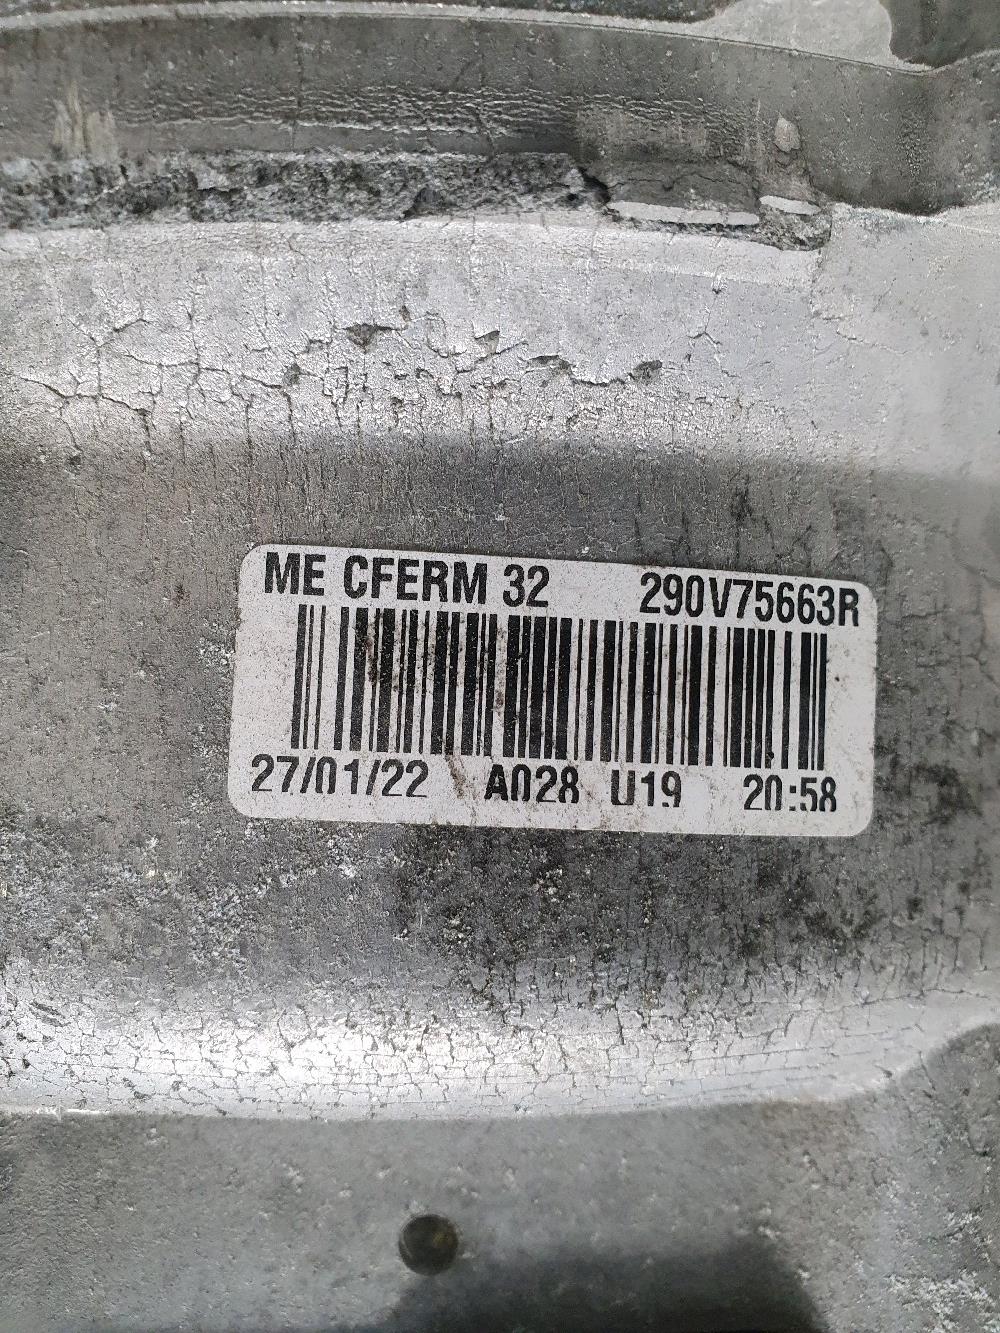 ME CFERM 32 290V75663R
27/01/22 A028 U19 20:58